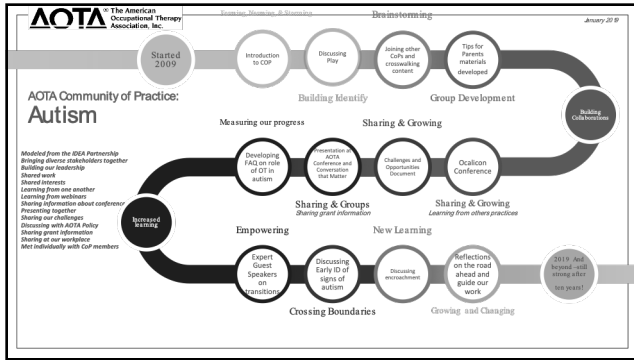 AOTA® The American
Occupational Therapy
Association, Inc.
January 2019
Forming, Norming, & Storming
Brainstorming
Started
2009
Introduction
to COP
Discussing
Play
Joining other
CoPs and
crosswalking
content
Tips for
Parents
materials
developed
Building Identify
Group Development
Building
Collaborations
AOTA Community of Practice:
Autism
Measuring our progress
Sharing & Growing
Modeled from the IDEA Partnership
Bringing diverse stakeholders together
Building our leadership
Shared work
Shared interests
Learning from one another
Learning from webinars
Sharing information about conference
Presenting together
Sharing our challenges
Discussing with AOTA Policy
Sharing grant information
Sharing at our workplace
Met individually with CoP members
Developing
FAQ on role
of OT in
autism
Presentation at
AOTA
Conference and
Conversation
that Matter
Challenges and
Opportunities
Document
Ocalicon
Conference
Sharing & Groups
Sharing grant information
Sharing & Growing
Learning from others practices
Increased
learning
Empowering
New Learning
Expert
Guest
Speakers
on
transitions
Discussing
Early ID of
signs of
autism
Discussing
encroachment
Reflections
on the road
ahead and
guide our
work
2019 And
beyond –still
strong after
ten years!
Crossing Boundaries
Growing and Changing